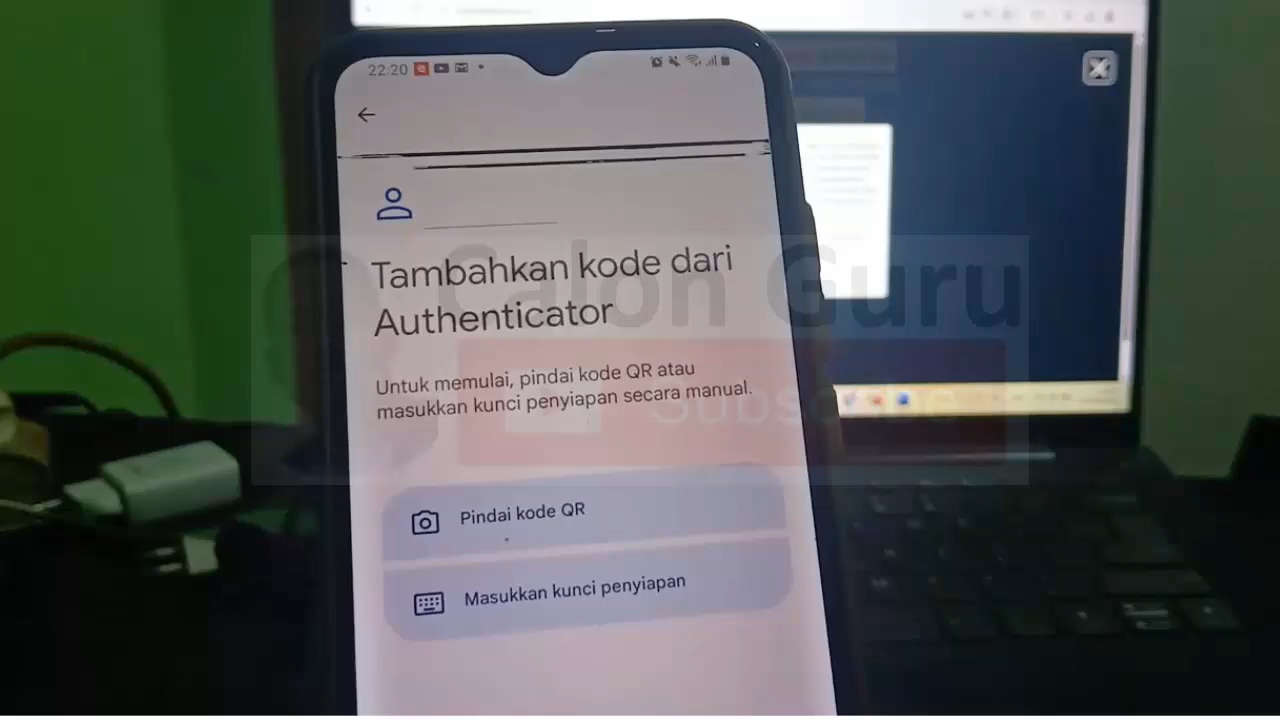 22:20
Tambahkan kode dari
Authenticator
Calon Guru
Untuk memulai, pindai kode QR atau
masukkan kunci penyiapan secara manual.
Subscribe
Pindai kode QR
Masukkan kunci penyiapan